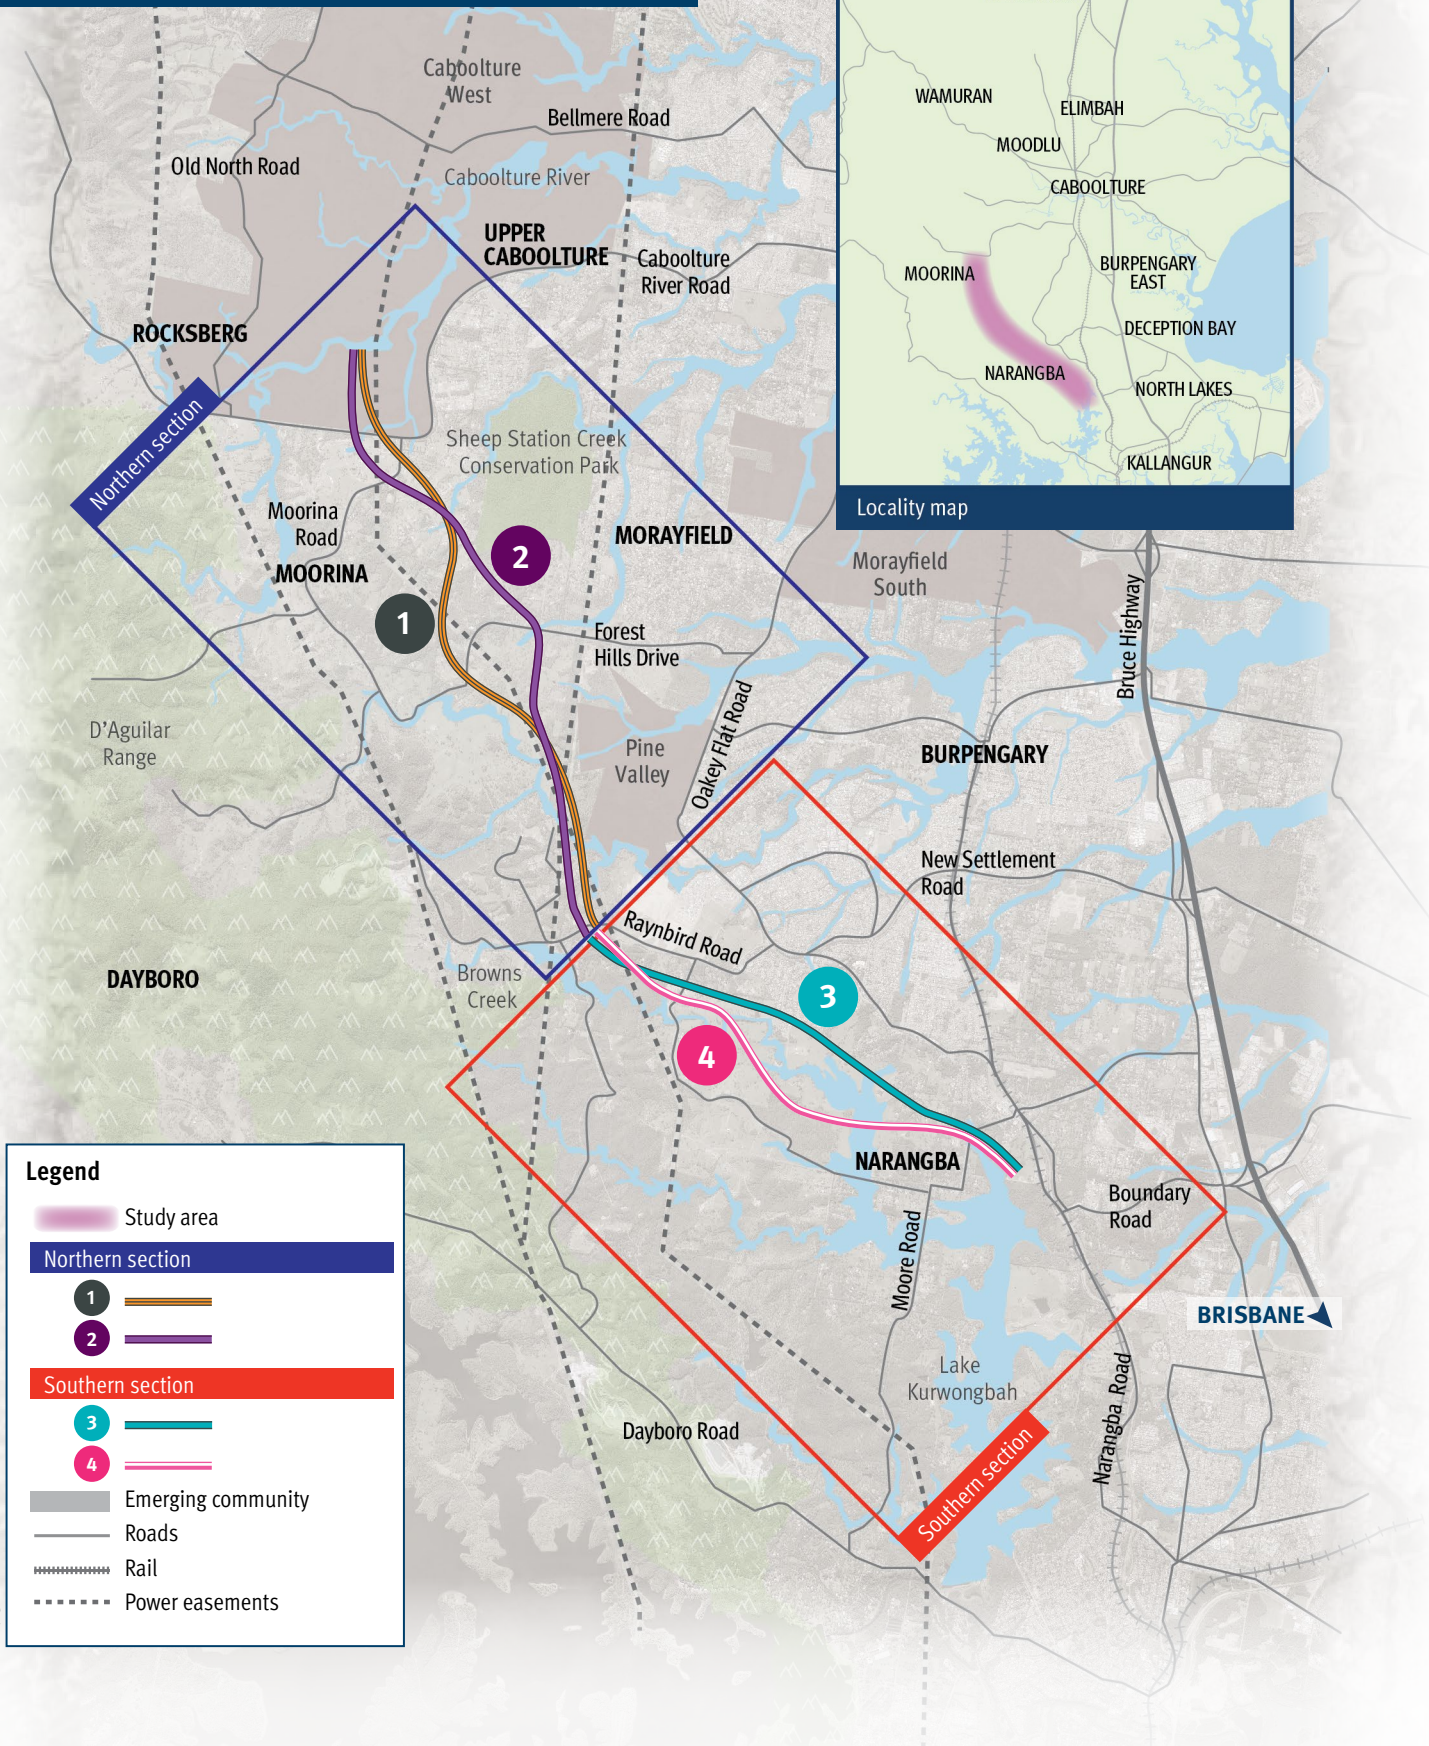 Caboolture
West
Bellmere Road
Old North Road
Caboolture River
UPPER
CABOOLTURE
Caboolture
River Road
ROCKSBERG
Northern section
Sheep Station Creek
Conservation Park
Moorina
Road
MOORINA
MORAYFIELD
2
1
Forest
Hills Drive
D'Aguilar
Range
Pine
Valley
Oakey Flat Road
Morayfield
South
Bruce Highway
BURPENGARY
New Settlement
Road
Raynbird Road
DAYBORO
Browns
Creek
3
4
NARANGBA
Boundary
Road
Moore Road
BRISBANE
Lake
Kurwongbah
Narangba Road
Dayboro Road
Southern section
WAMURAN
ELIMBAH
MOODLU
CABOOLTURE
MOORINA
BURPENGARY
EAST
DECEPTION BAY
NARANGBA
NORTH LAKES
KALLANGUR
Locality map
Legend
Study area
Northern section
1
2
Southern section
3
4
Emerging community
Roads
Rail
Power easements